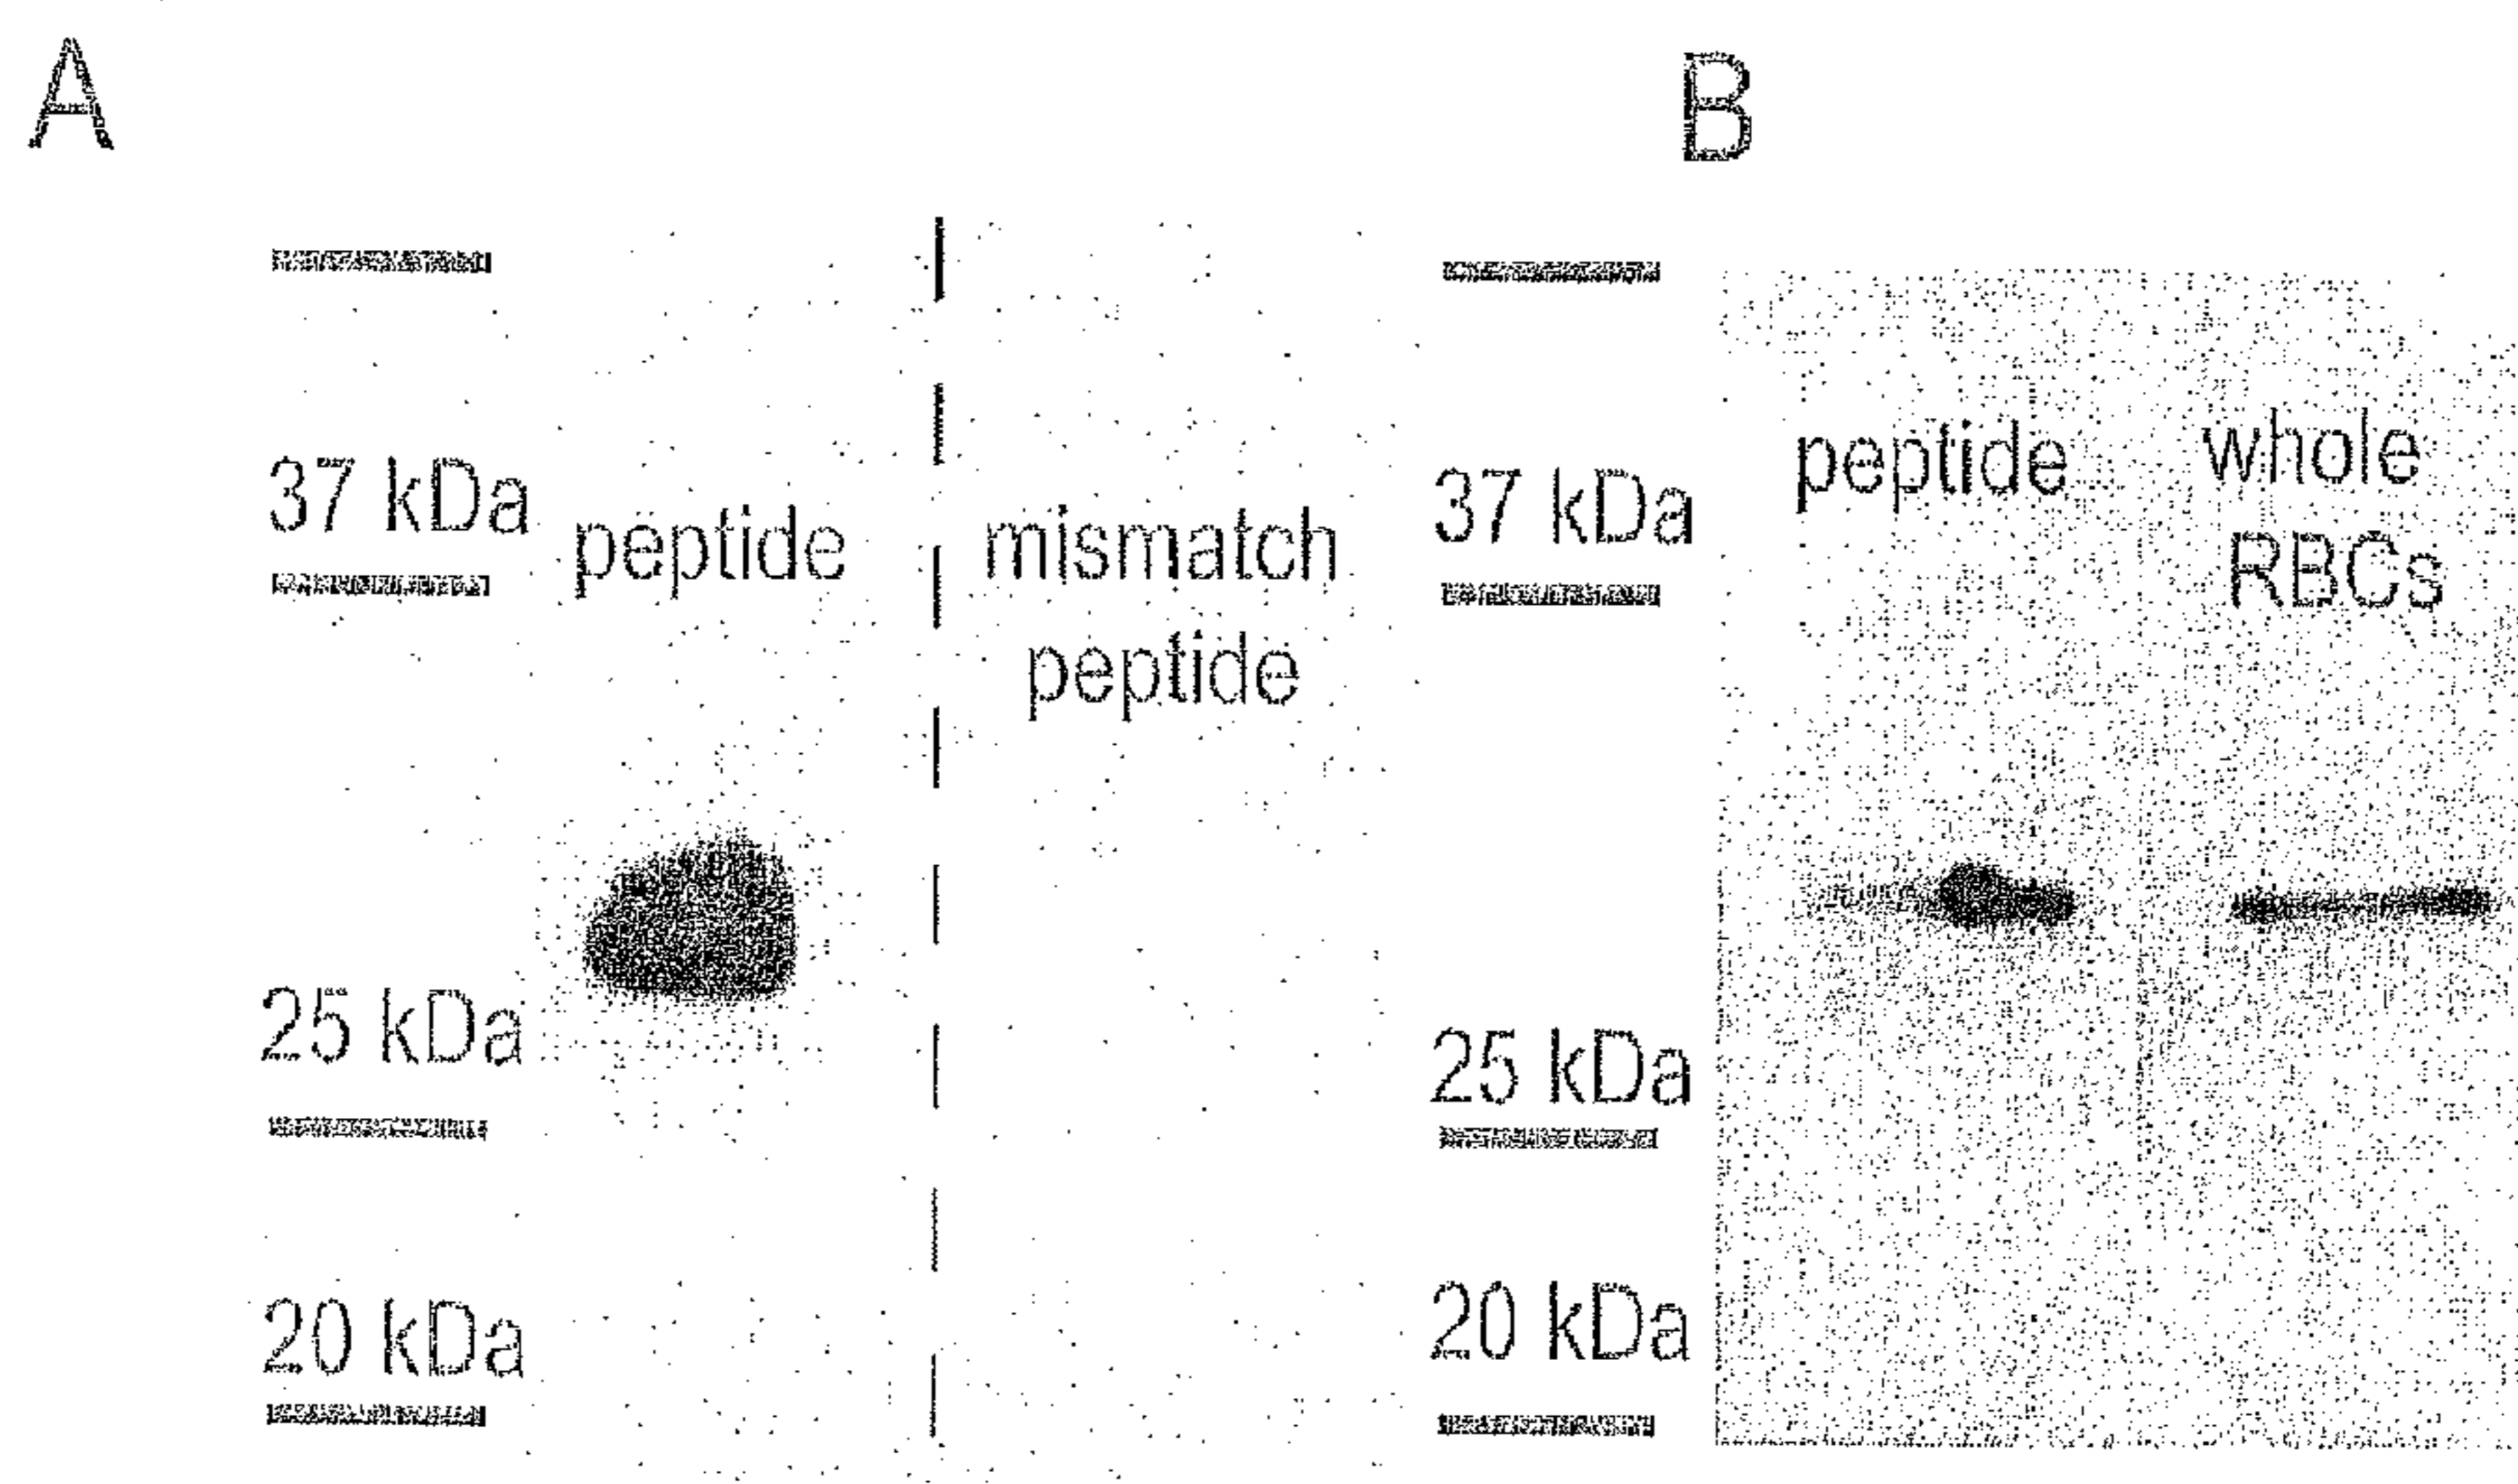 A
37 kDa
peptide
mismatch
peptide
25 kDa
20 kDa
B
37 kDa
peptide
whole
RBCs
25 kDa
20 kDa